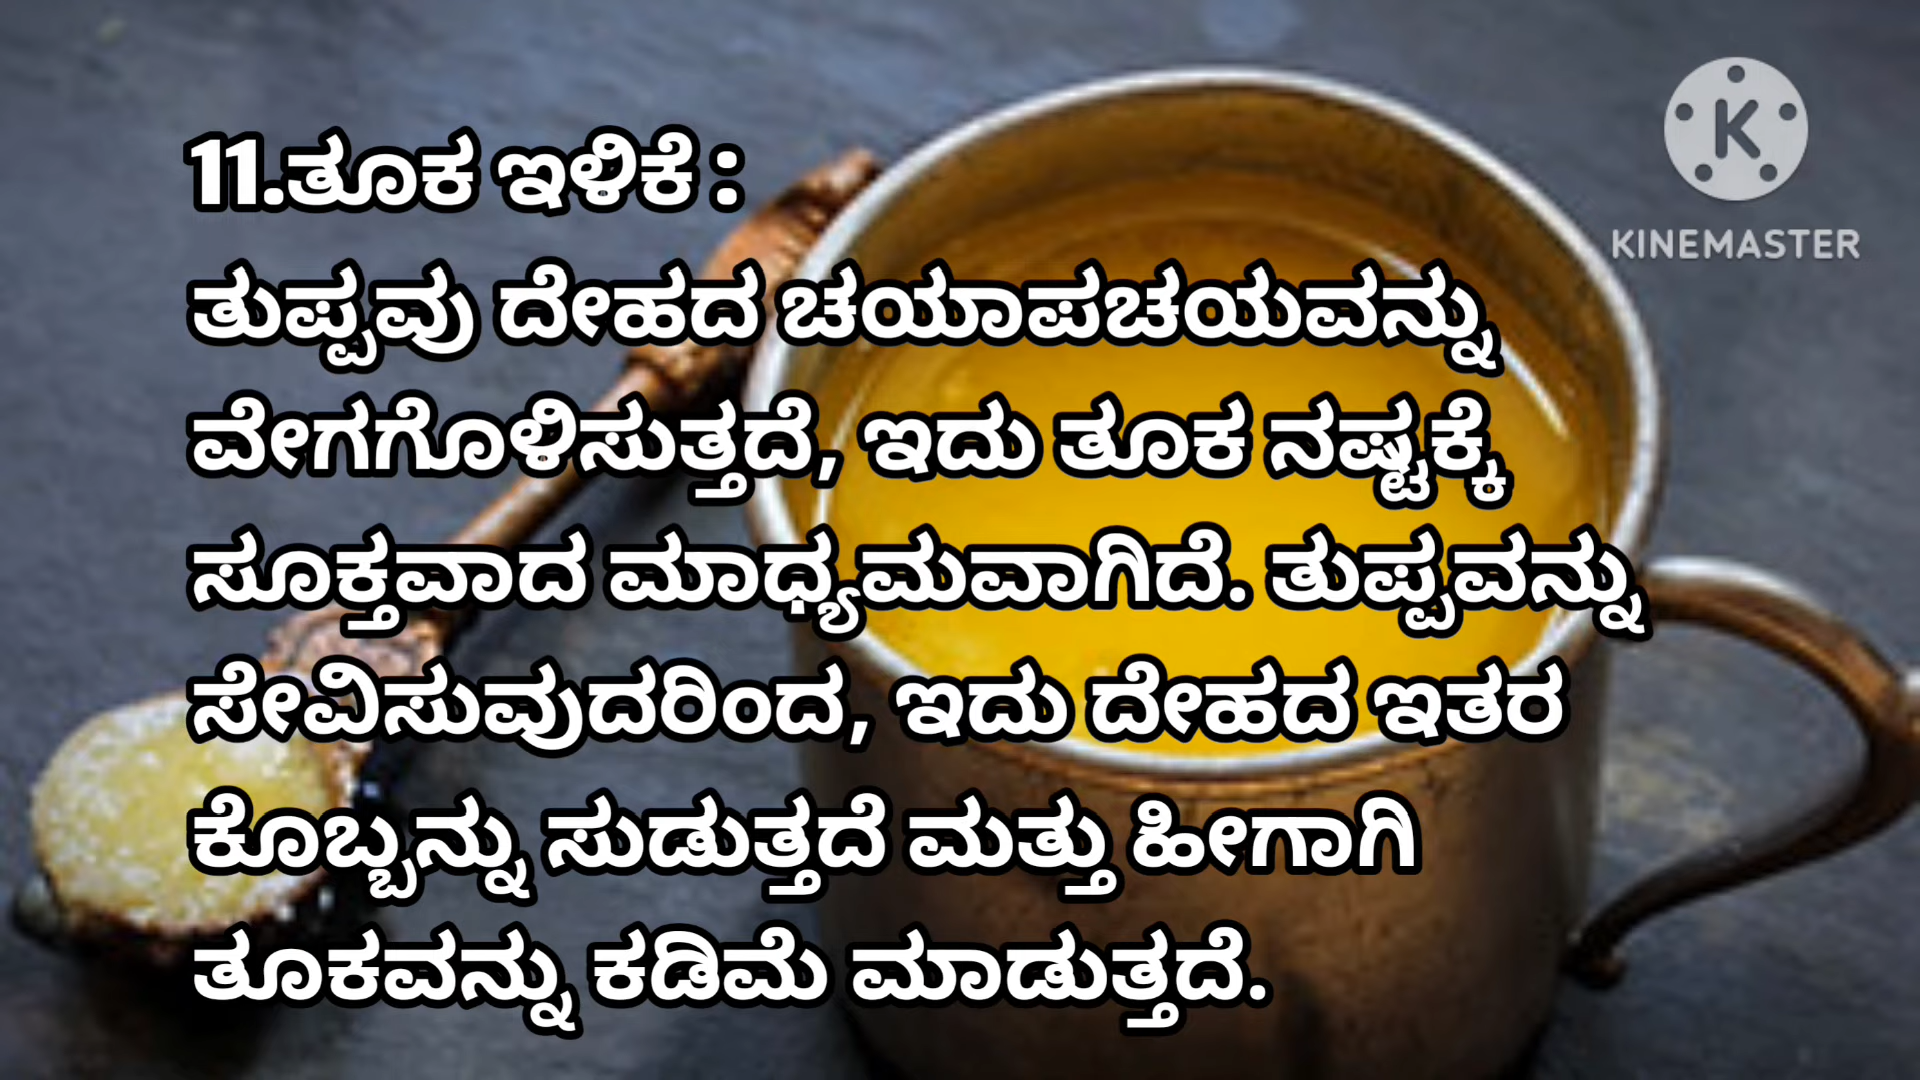 11.ತೂಕ ಇಳಿಕೆ :
ತುಪ್ಪವು ದೇಹದ ಚಯಾಪಚಯವನ್ನು
ವೇಗಗೊಳಿಸುತ್ತದೆ, ಇದು ತೂಕ ನಷ್ಟಕ್ಕೆ
ಸೂಕ್ತವಾದ ಮಾಧ್ಯಮವಾಗಿದೆ. ತುಪ್ಪವನ್ನು
ಸೇವಿಸುವುದರಿಂದ, ಇದು ದೇಹದ ಇತರ
ಕೊಬ್ಬನ್ನು ಸುಡುತ್ತದೆ ಮತ್ತು ಹೀಗಾಗಿ
ತೂಕವನ್ನು ಕಡಿಮೆ ಮಾಡುತ್ತದೆ.
K
KINEMASTER